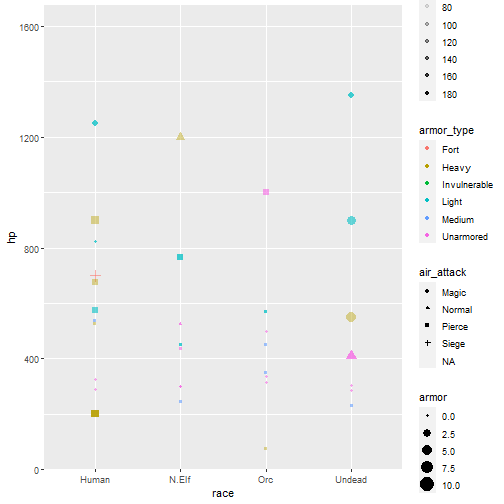 1600
1200
800
400
0
hp
Human
N.Elf
Orc
Undead
race
80
100
120
140
160
180
armor_type
Fort
Heavy
Invulnerable
Light
Medium
Unarmored
air_attack
Magic
Normal
Pierce
Siege
NA
armor
0.0
2.5
5.0
7.5
10.0